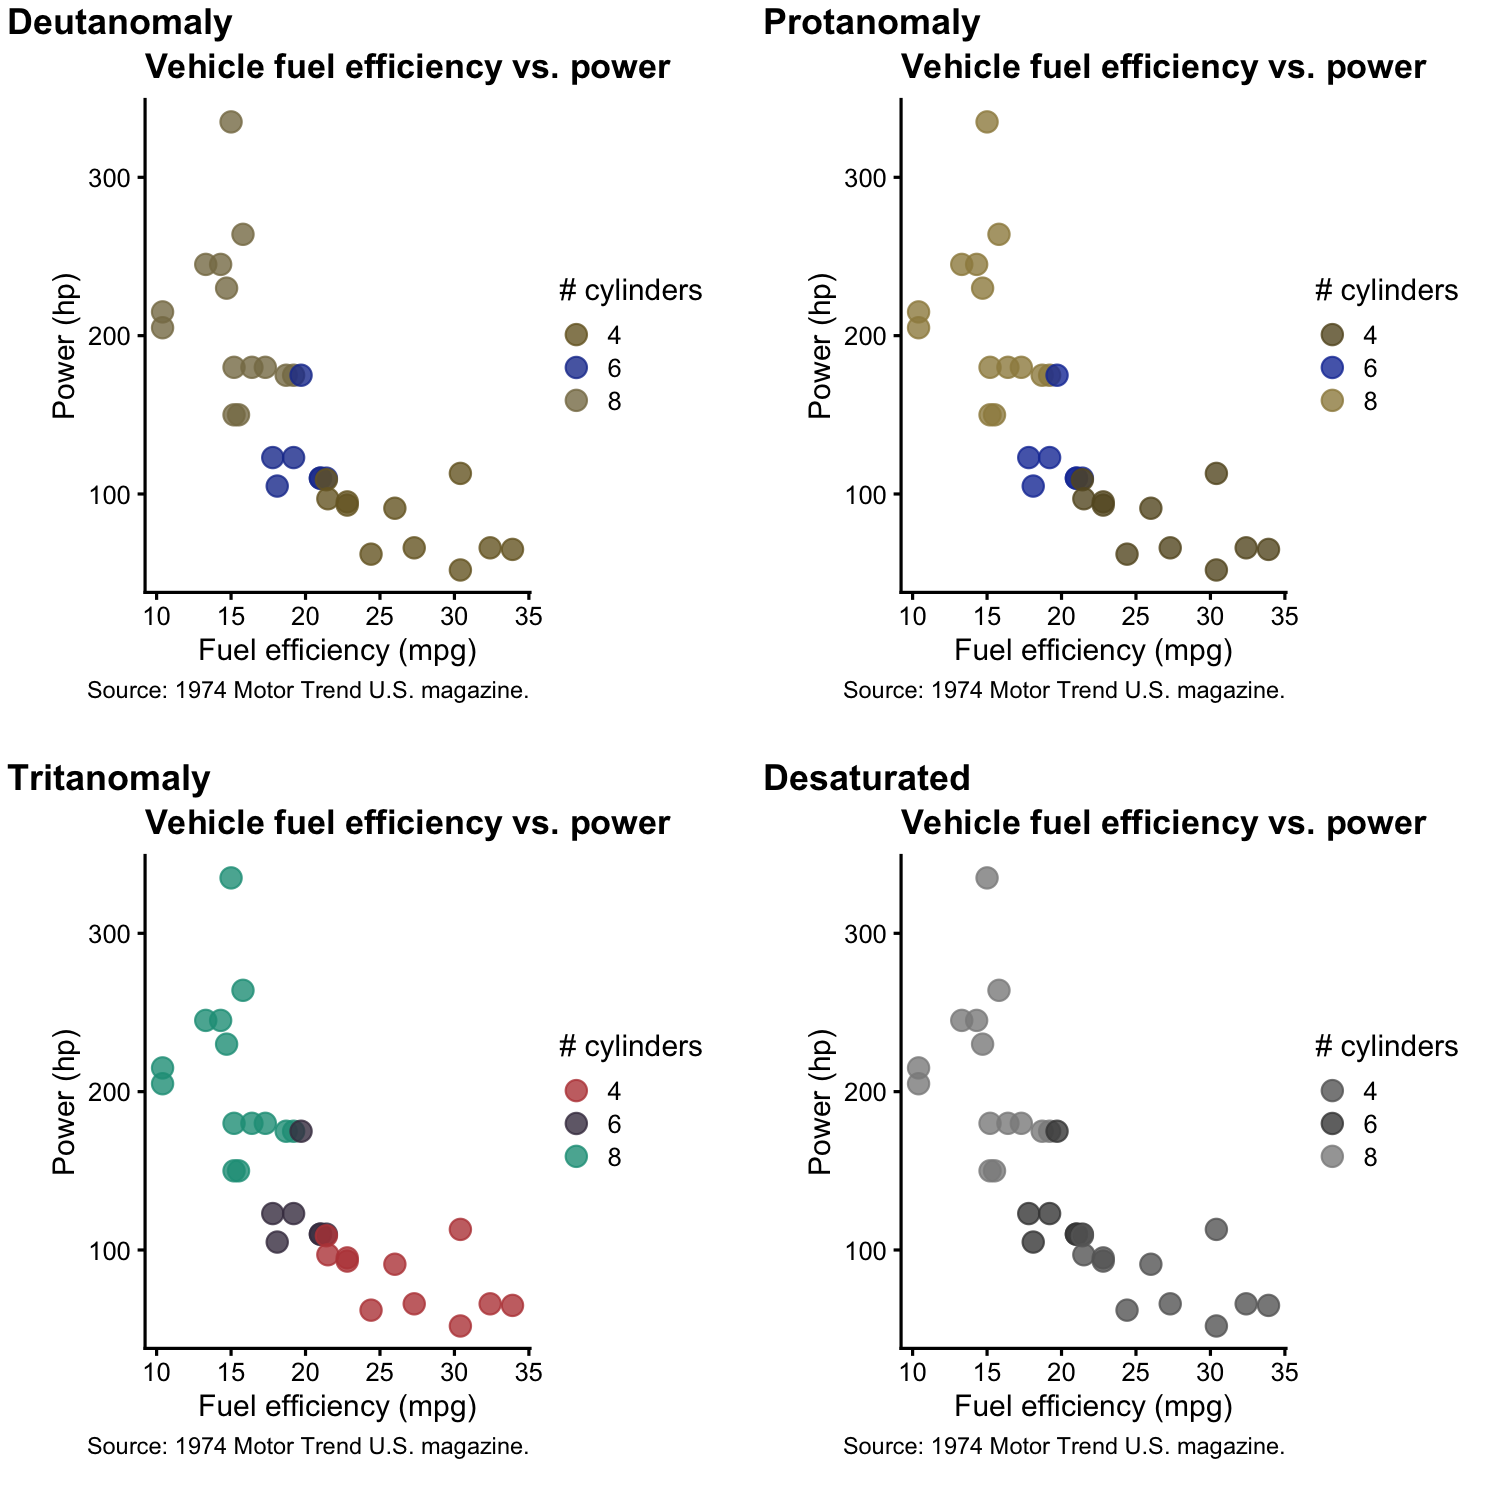 Deutanomaly
Vehicle fuel efficiency vs. power
300
200
100
Power (hp)
10 15 20 25 30 35
Fuel efficiency (mpg)
Source: 1974 Motor Trend U.S. magazine.
# cylinders
4
6
8
Protanomaly
Vehicle fuel efficiency vs. power
300
200
100
Power (hp)
10 15 20 25 30 35
Fuel efficiency (mpg)
Source: 1974 Motor Trend U.S. magazine.
# cylinders
4
6
8
Tritanomaly
Vehicle fuel efficiency vs. power
300
200
100
Power (hp)
10 15 20 25 30 35
Fuel efficiency (mpg)
Source: 1974 Motor Trend U.S. magazine.
# cylinders
4
6
8
Desaturated
Vehicle fuel efficiency vs. power
300
200
100
Power (hp)
10 15 20 25 30 35
Fuel efficiency (mpg)
Source: 1974 Motor Trend U.S. magazine.
# cylinders
4
6
8